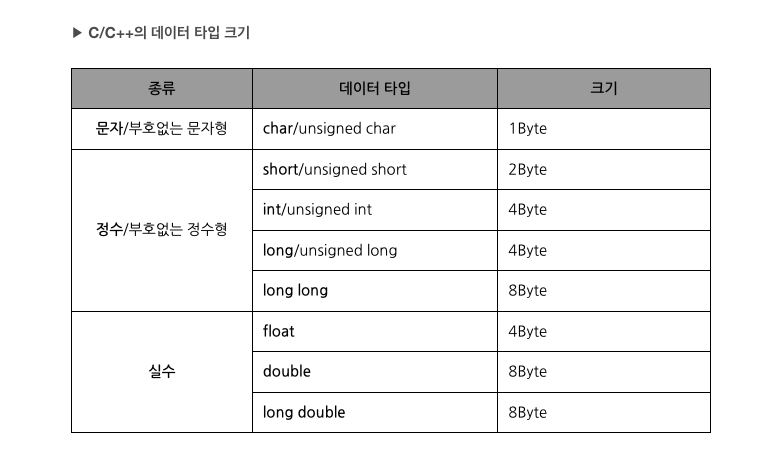 ▶ C/C++의 데이터 타입 크기
종류 데이터 타입 크기
문자/부호없는 문자형 char/unsigned char 1Byte
short/unsigned short 2Byte
int/unsigned int 4Byte
정수/부호없는 정수형
long/unsigned long 4Byte
long long 8Byte
float 4Byte
실수 double 8Byte
long double 8Byte